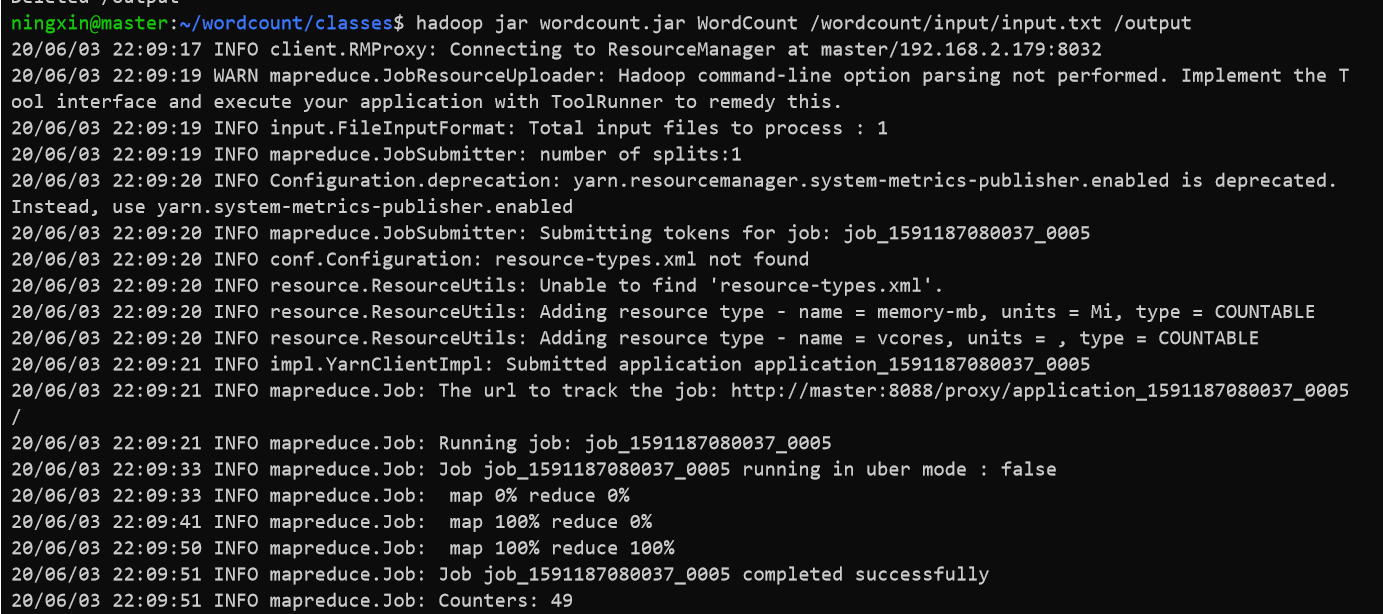 Deleted /output
ningxin@master:~/wordcount/classes$ hadoop jar wordcount.jar WordCount /wordcount/input/input.txt /output
20/06/03 22:09:17 INFO client.RMProxy: Connecting to ResourceManager at master/192.168.2.179:8032
20/06/03 22:09:19 WARN mapreduce.JobResourceUploader: Hadoop command-line option parsing not performed. Implement the T
ool interface and execute your application with ToolRunner to remedy this.
20/06/03 22:09:19 INFO input.FileInputFormat: Total input files to process : 1
20/06/03 22:09:19 INFO mapreduce.JobSubmitter: number of splits:1
20/06/03 22:09:20 INFO Configuration.deprecation: yarn.resourcemanager.system-metrics-publisher.enabled is deprecated.
Instead, use yarn.system-metrics-publisher.enabled
20/06/03 22:09:20 INFO mapreduce.JobSubmitter: Submitting tokens for job: job_1591187080037_0005
20/06/03 22:09:20 INFO conf.Configuration: resource-types.xml not found
20/06/03 22:09:20 INFO resource.ResourceUtils: Unable to find 'resource-types.xml'.
20/06/03 22:09:20 INFO resource.ResourceUtils: Adding resource type - name = memory-mb, units = Mi, type = COUNTABLE
20/06/03 22:09:20 INFO resource.ResourceUtils: Adding resource type - name = vcores, units = , type = COUNTABLE
20/06/03 22:09:21 INFO impl.YarnClientImpl: Submitted application application_1591187080037_0005
20/06/03 22:09:21 INFO mapreduce.Job: The url to track the job: http://master:8088/proxy/application_1591187080037_0005
/
20/06/03 22:09:21 INFO mapreduce.Job: Running job: job_1591187080037_0005
20/06/03 22:09:33 INFO mapreduce.Job: Job job_1591187080037_0005 running in uber mode : false
20/06/03 22:09:33 INFO mapreduce.Job:  map 0% reduce 0%
20/06/03 22:09:41 INFO mapreduce.Job:  map 100% reduce 0%
20/06/03 22:09:50 INFO mapreduce.Job:  map 100% reduce 100%
20/06/03 22:09:51 INFO mapreduce.Job: Job job_1591187080037_0005 completed successfully
20/06/03 22:09:51 INFO mapreduce.Job: Counters: 49